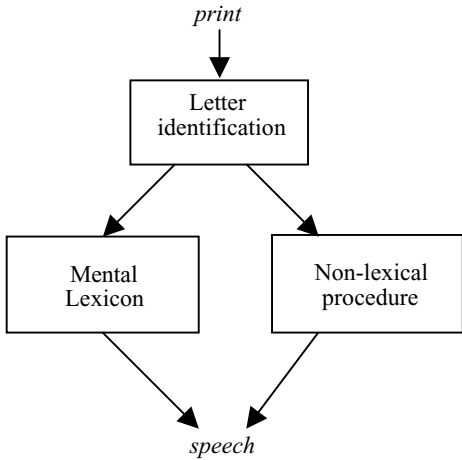 print
Letter
identification
Mental
Lexicon
Non-lexical
procedure
speech